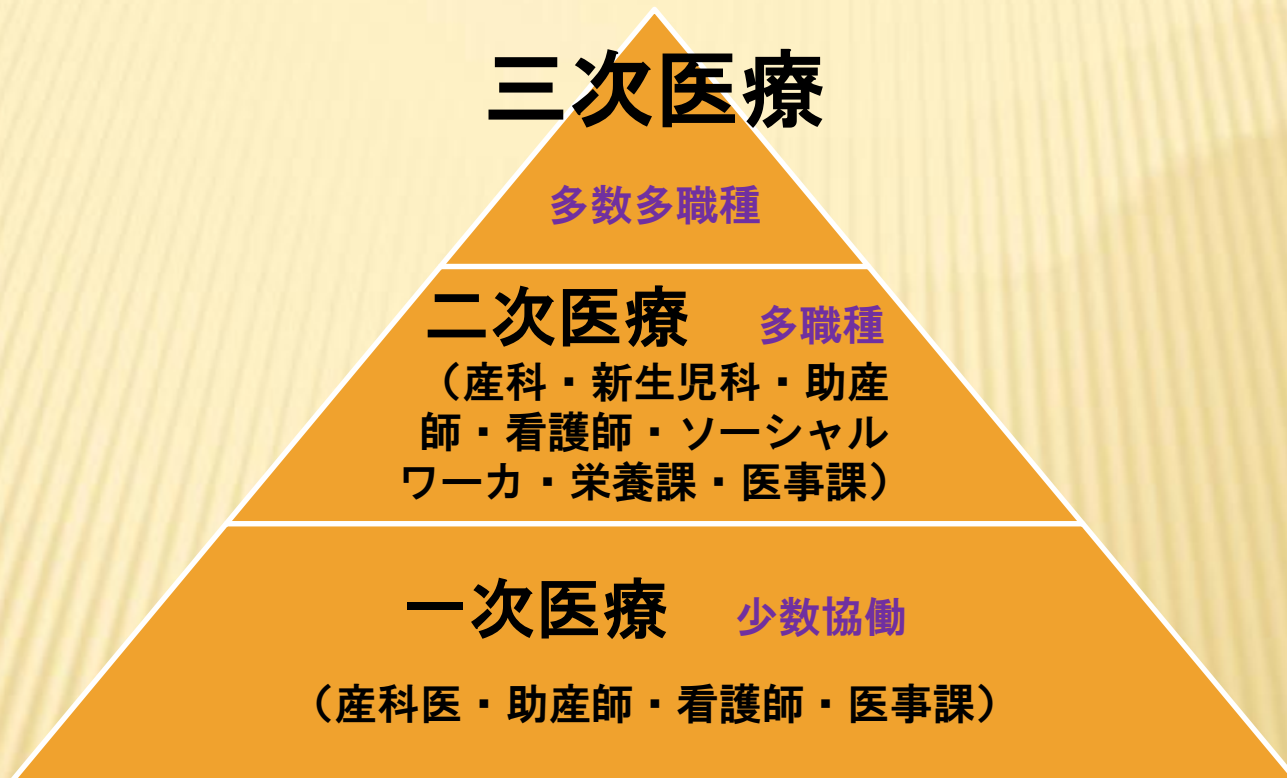 三次医療
多数多職種
二次医療　多職種
（産科・新生児科・助産
師・看護師・ソーシャル
ワーカ・栄養課・医事課）
一次医療　少数協働
（産科医・助産師・看護師・医事課）